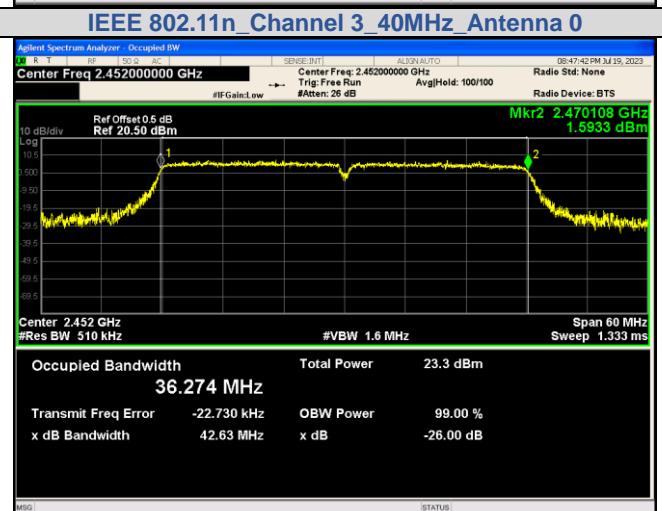 IEEE 802.11n_Channel 3_40MHz_Antenna 0
Agilent Spectrum Analyzer - Occupied BW
R T RF 50 Ω AC SENSE:INT ALIGN AUTO 08:47:42 PM Jul 19, 2023
Center Freq 2.452000000 GHz Center Freq: 2.452000000 GHz Radio Std: None
Trig: Free Run Avg|Hold: 100/100
#IFGain:Low #Atten: 26 dB Radio Device: BTS
Mkr2 2.470108 GHz
Ref Offset 0.5 dB
10 dB/div Ref 20.50 dBm 1.5933 dBm
Log
10.5
1
2
0.500
-9.50
-19.5
-29.5
-39.5
-49.5
-59.5
-69.5
Center 2.452 GHz Span 60 MHz
#Res BW 510 kHz #VBW 1.6 MHz Sweep 1.333 ms
Occupied Bandwidth Total Power 23.3 dBm
36.274 MHz
Transmit Freq Error -22.730 kHz OBW Power 99.00 %
x dB Bandwidth 42.63 MHz x dB -26.00 dB
MSG STATUS